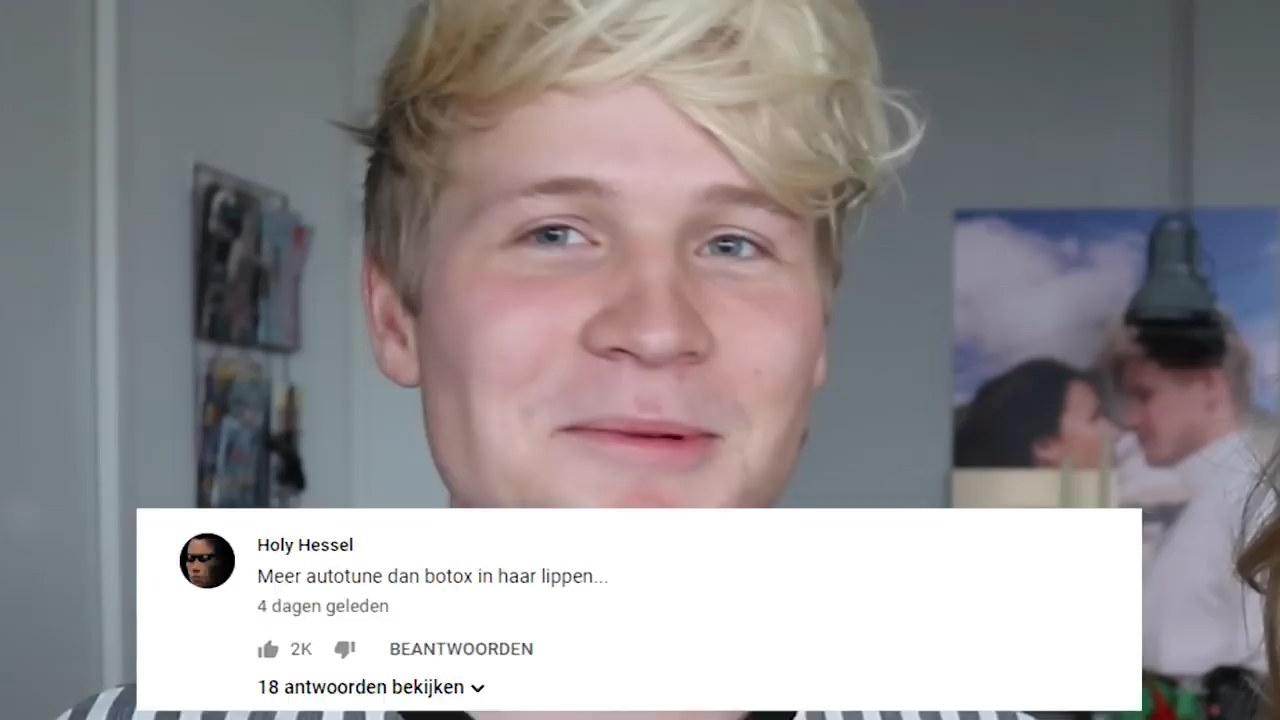 Holy Hessel
Meer autotune dan botox in haar lippen...
4 dagen geleden
2K BEANTWOORDEN
18 antwoorden bekijken